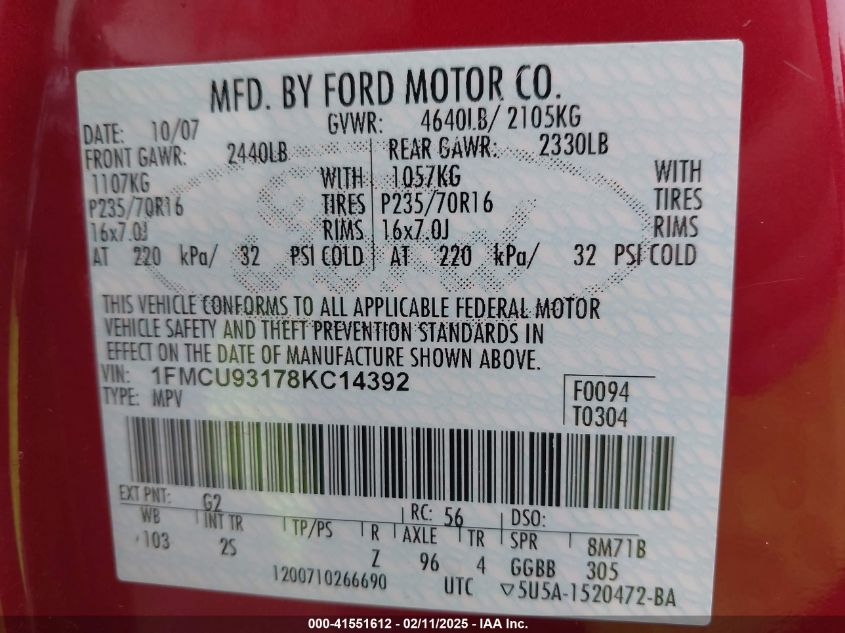 MFD. BY FORD MOTOR CO.
DATE: 10/07 GVWR: 4640LB/ 2105KG
FRONT GAWR: 2440LB REAR GAWR: 2330LB
1107KG WITH 1057KG WITH
P235/70R16 TIRES P235/70R16 TIRES
16x7.0J RIMS 16x7.0J RIMS
AT 220 kPa/ 32 PSI COLD AT 220 kPa/ 32 PSI COLD
THIS VEHICLE CONFORMS TO ALL APPLICABLE FEDERAL MOTOR
VEHICLE SAFETY AND THEFT PREVENTION STANDARDS IN
EFFECT ON THE DATE OF MANUFACTURE SHOWN ABOVE.
VIN: 1FMCU93178KC14392
TYPE: MPV
F0094
T0304
EXT PNT: G2 RC: 56 DSO:
WB INT TR TP/PS R AXLE TR SPR 8M71B
103 2S Z 96 4 GGBB 305
1200710266690 UTC ▽5U5A-1520472-BA
000-41551612 - 02/11/2025 - IAA Inc.